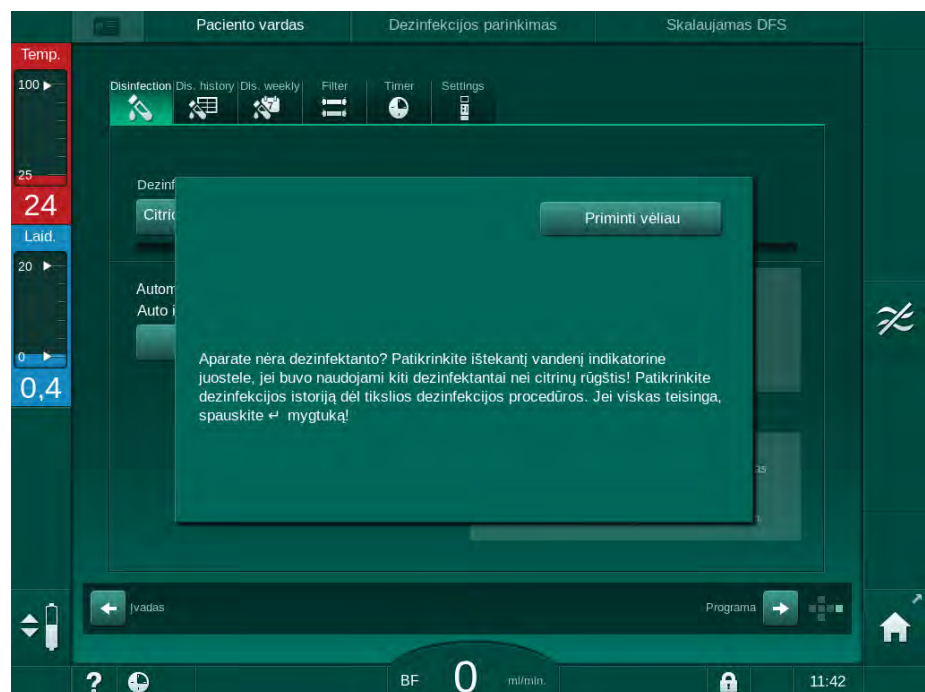 Paciento vardas
Dezinfekcijos parinkimas
Skalaujamas DFS
Temp.
100
25
24
Laid.
20
0
0,4
Disinfection
Dis. history
Dis. weekly
Filter
Timer
Settings
Dezinf
Citric
Priminti vėliau
Autom
Auto i
Aparate nėra dezinfektanto? Patikrinkite ištekantį vandenį indikatorine
juostele, jei buvo naudojami kiti dezinfektantai nei citrinų rūgštis! Patikrinkite
dezinfekcijos istoriją dėl tikslios dezinfekcijos procedūros. Jei viskas teisinga,
spauskite ↵ mygtuką!
as
Įvadas
Programa
?
BF
0
ml/min.
11:42